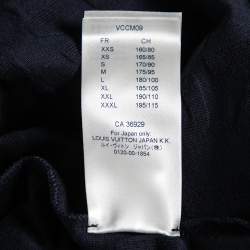 VCCM09
FR CH
XXS 160/80
XS 165/85
S 170/90
M 175/95
L 180/100
XL 185/105
XXL 190/110
XXXL 195/115
CA 36929
For Japan only:
LOUIS VUITTON JAPAN K.K.
ルイ・ヴィトン ジャパン(株)
0120-00-1854